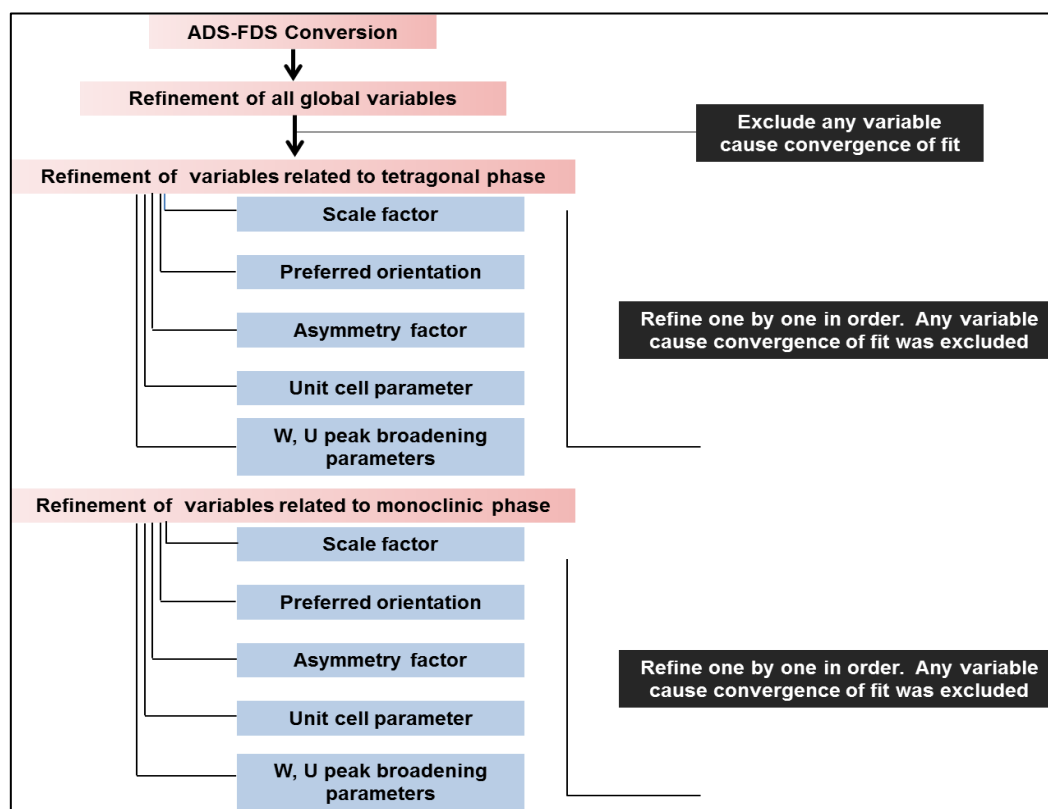 ADS-FDS Conversion
Refinement of all global variables
Exclude any variable
cause convergence of fit
Refinement of variables related to tetragonal phase
Scale factor
Preferred orientation
Asymmetry factor
Unit cell parameter
W, U peak broadening
parameters
Refine one by one in order. Any variable
cause convergence of fit was excluded
Refinement of variables related to monoclinic phase
Scale factor
Preferred orientation
Asymmetry factor
Unit cell parameter
W, U peak broadening
parameters
Refine one by one in order. Any variable
cause convergence of fit was excluded